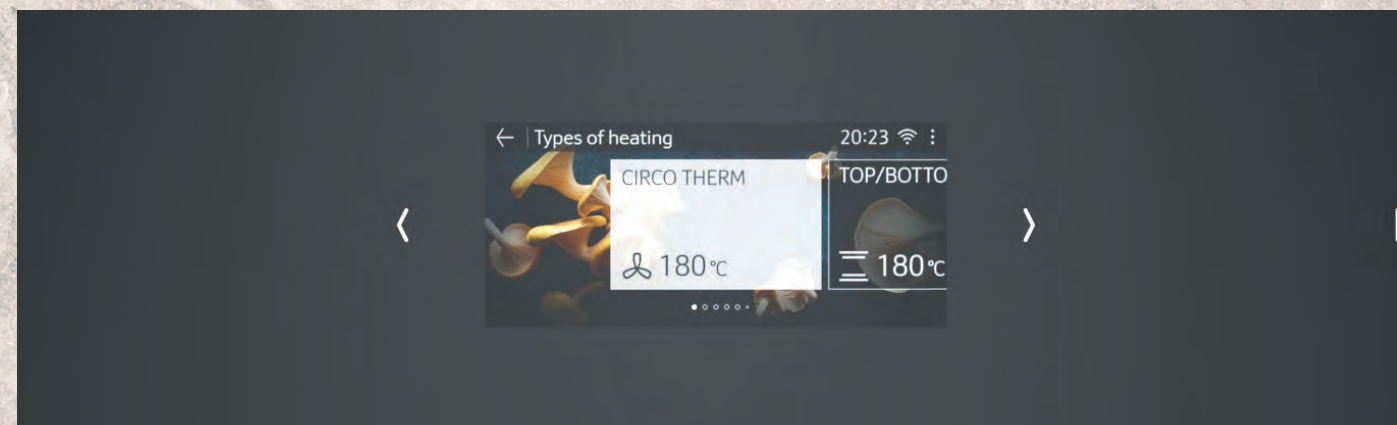 Types of heating
20:23
CIRCO THERM
TOP/BOTTO
180°C
180°C